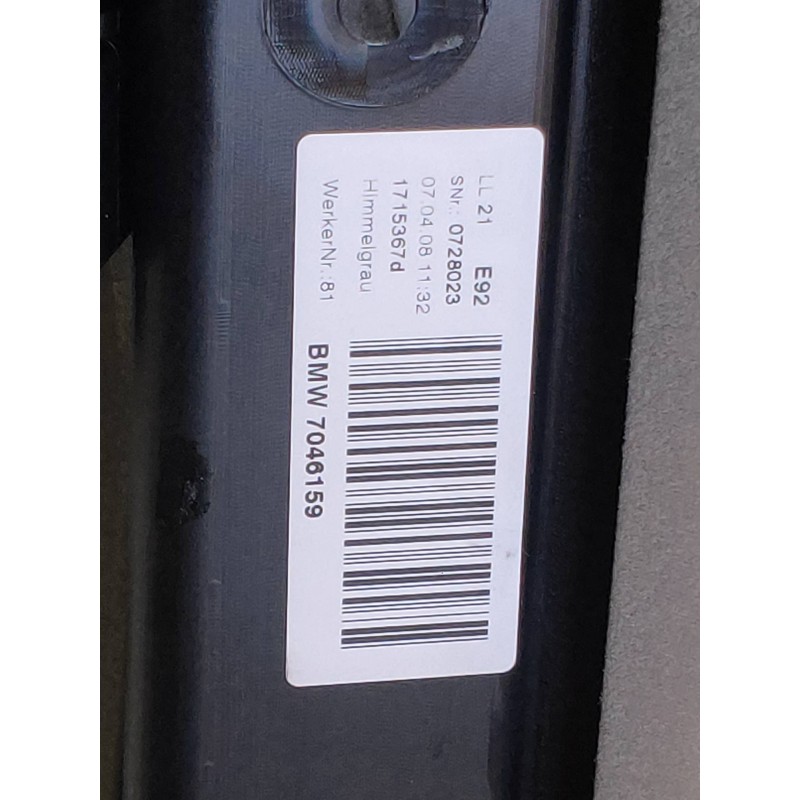 LL 21 E92
SNr.: 0728023
07.04.08 11:32
1715367d
Himmelgrau
WerkerNr.:81
BMW 7046159